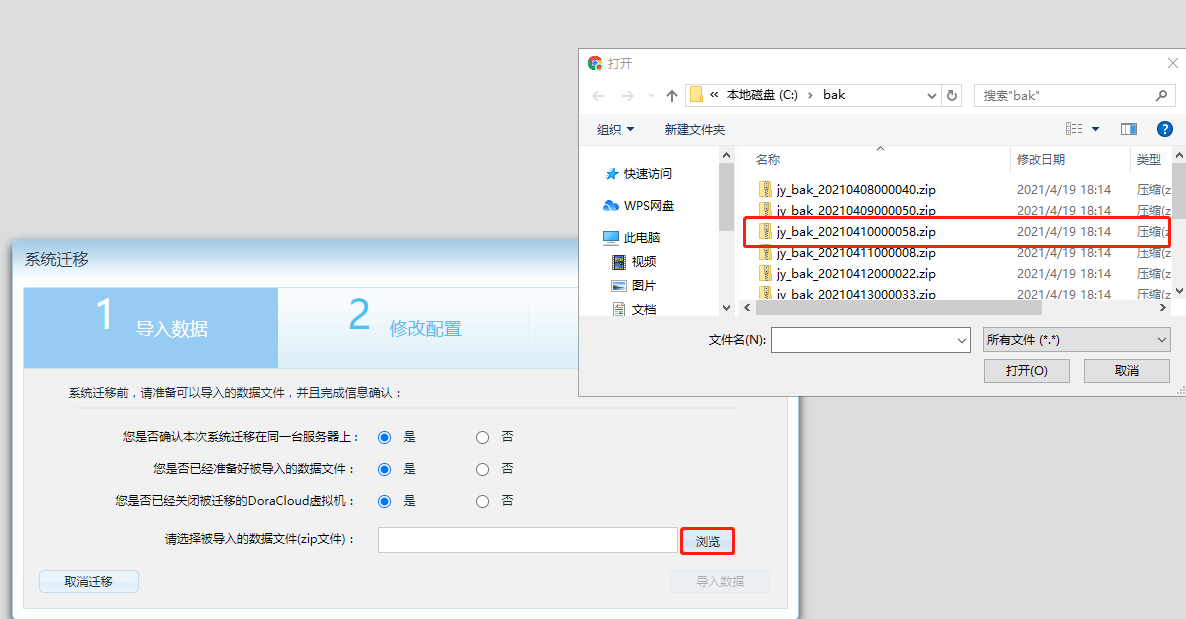 打开
« 本地磁盘 (C:) › bak
搜索"bak"
组织
新建文件夹
名称
修改日期
类型
快速访问
WPS网盘
此电脑
视频
图片
文档
jy_bak_20210408000040.zip 2021/4/19 18:14 压缩(z
jy_bak_20210409000050.zip 2021/4/19 18:14 压缩(z
jy_bak_20210410000058.zip 2021/4/19 18:14 压缩(z
jy_bak_20210411000008.zip 2021/4/19 18:14 压缩(z
jy_bak_20210412000022.zip 2021/4/19 18:14 压缩(z
jy_bak_20210413000033.zip 2021/4/19 18:14 压缩(z
文件名(N):
所有文件 (*.*)
打开(O)
取消
系统迁移
1 导入数据
2 修改配置
系统迁移前，请准备可以导入的数据文件，并且完成信息确认：
您是否确认本次系统迁移在同一台服务器上： 是 否
您是否已经准备好被导入的数据文件： 是 否
您是否已经关闭被迁移的DoraCloud虚拟机： 是 否
请选择被导入的数据文件(zip文件)： 浏览
取消迁移
导入数据